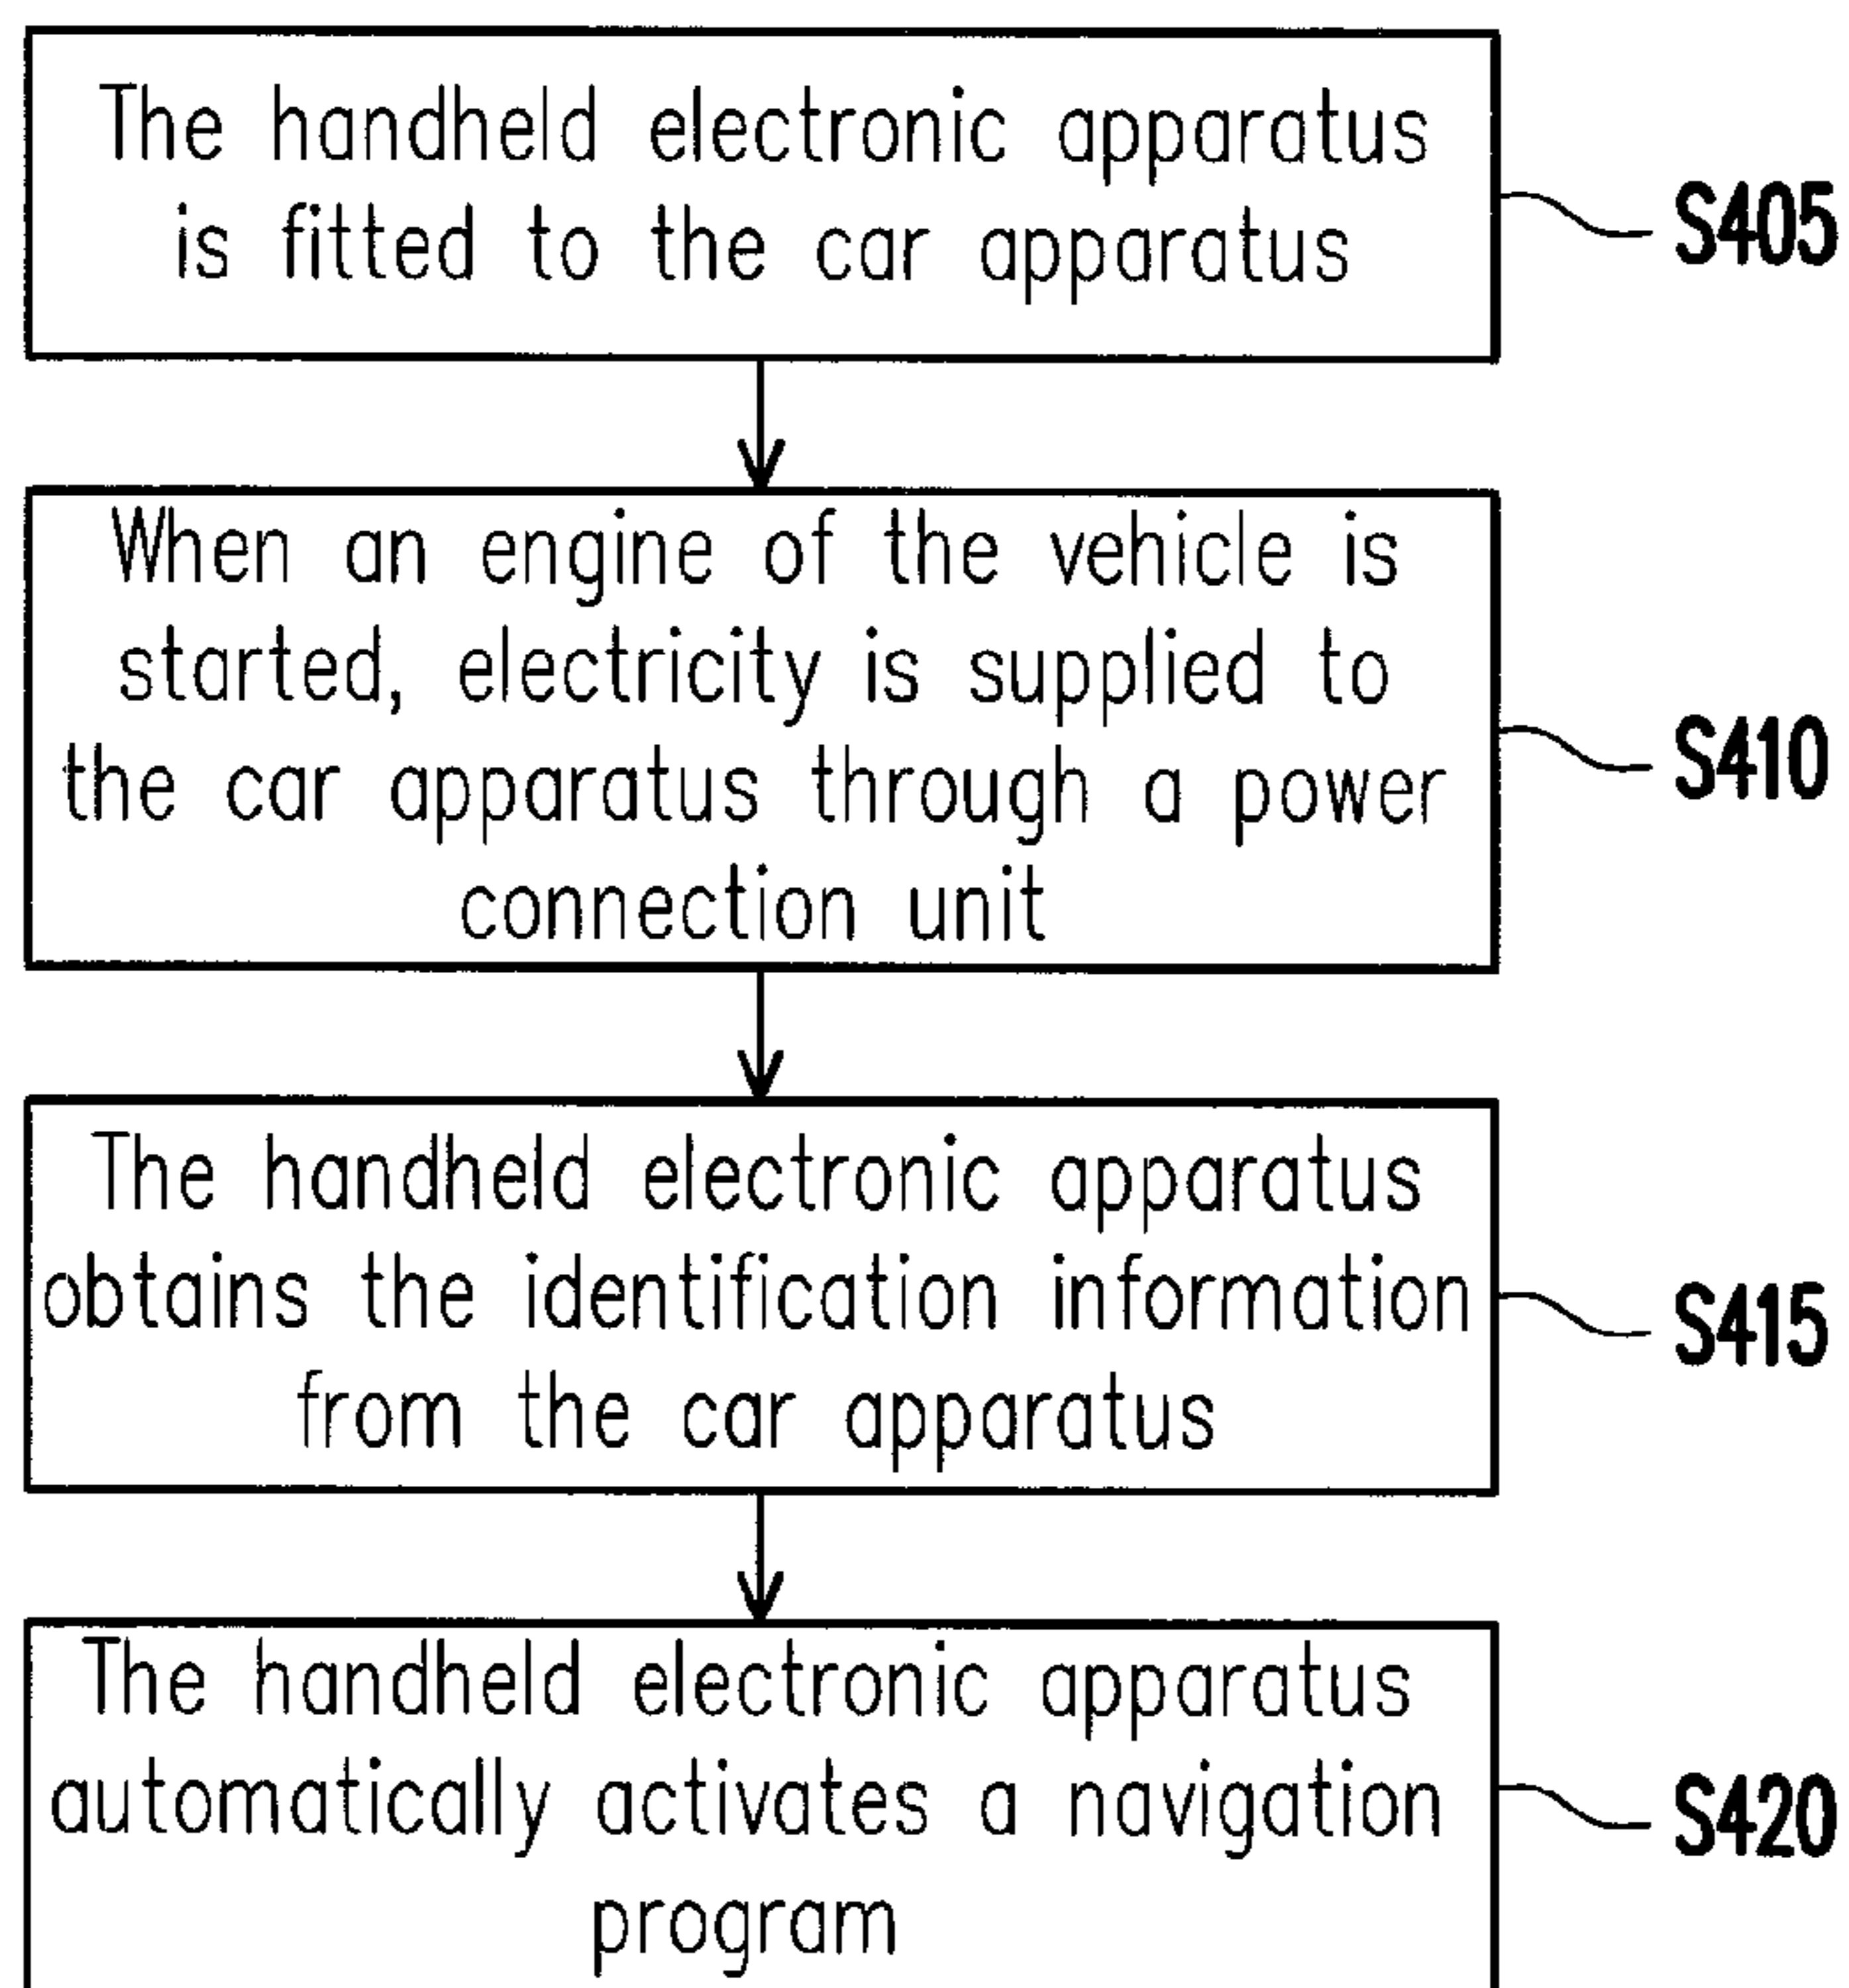 The handheld electronic apparatus
is fitted to the car apparatus
S405
When an engine of the vehicle is
started, electricity is supplied to
the car apparatus through a power
connection unit
S410
The handheld electronic apparatus
obtains the identification information
from the car apparatus
S415
The handheld electronic apparatus
automatically activates a navigation
program
S420